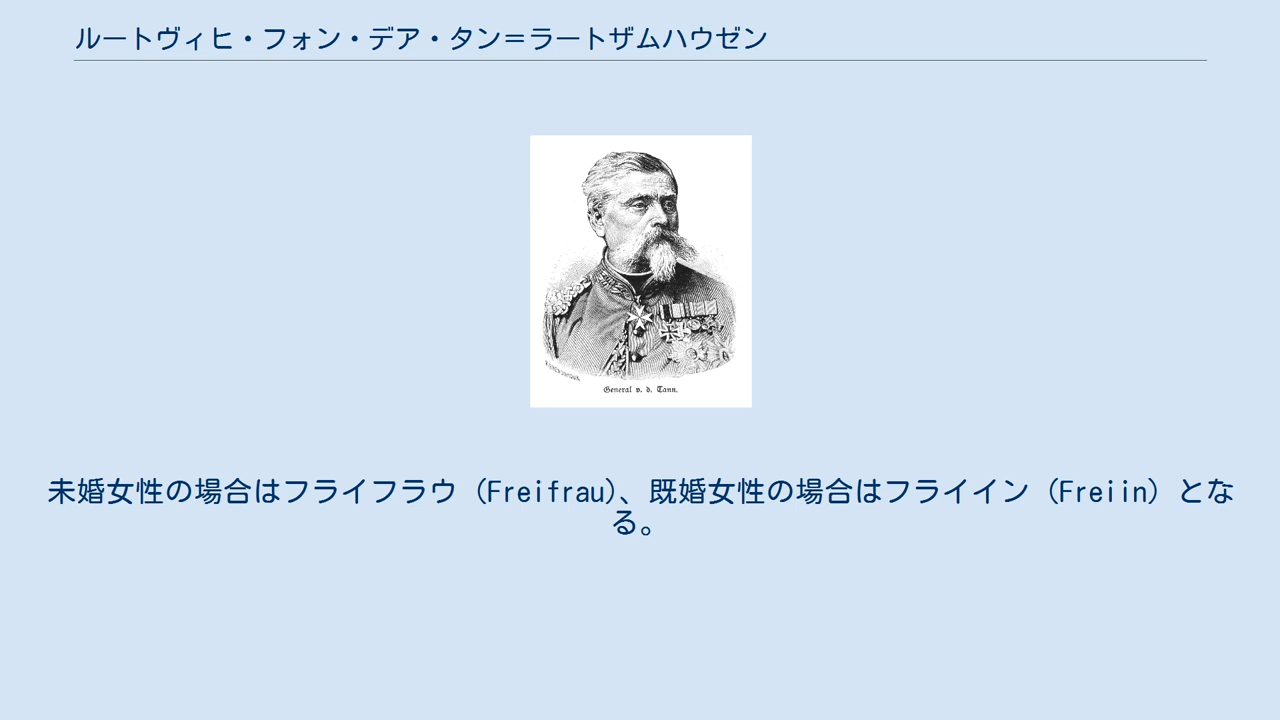 ルートヴィヒ・フォン・デア・タン＝ラートザムハウゼン
General v. d. Tann.
未婚女性の場合はフライフラウ（Freifrau）、既婚女性の場合はフライイン（Freiin）とな
る。